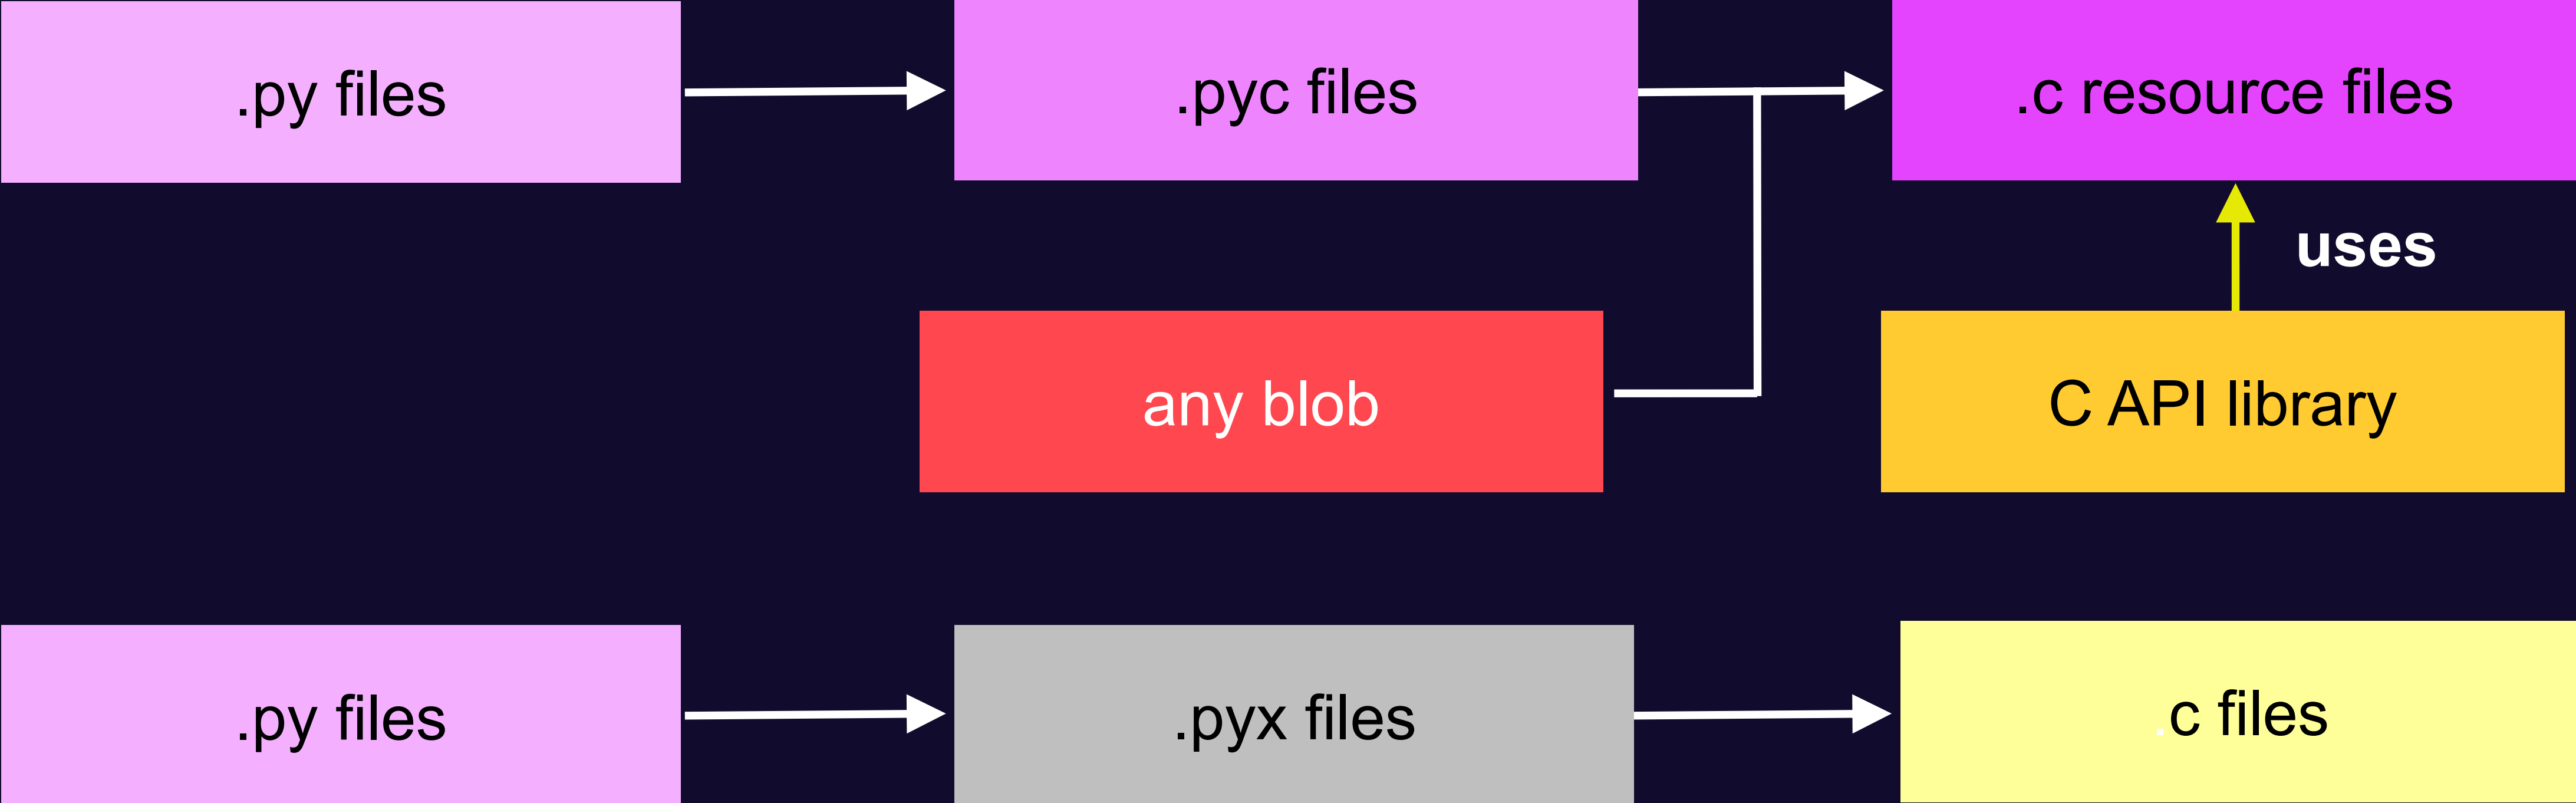 .py files
.pyc files
.c resource files
uses
any blob
C API library
.py files
.pyx files
.c files